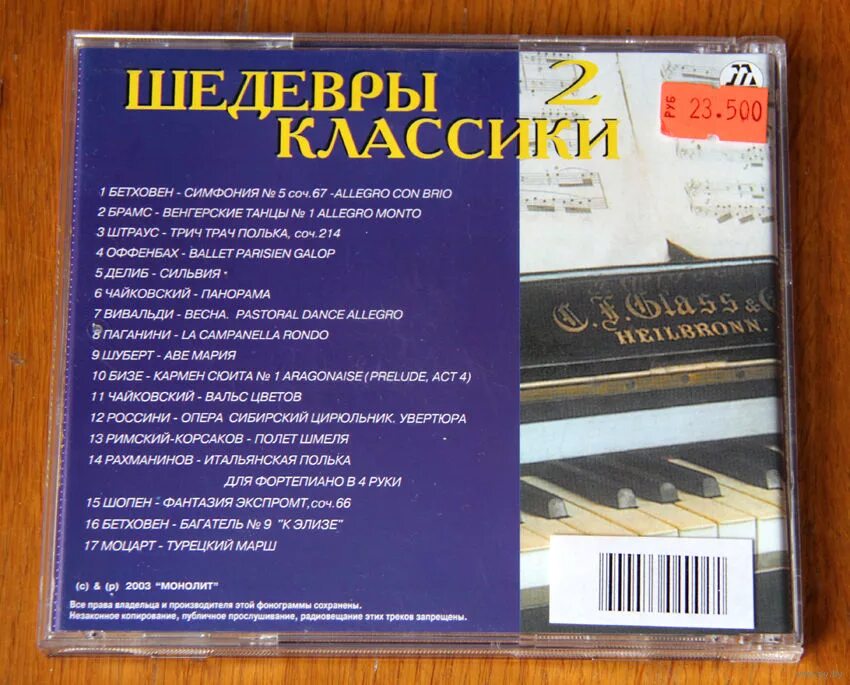 ШЕДЕВРЫ 2
КЛАССИКИ
РУБ 23.500
1 БЕТХОВЕН - СИМФОНИЯ № 5 соч.67 -ALLEGRO CON BRIO
2 БРАМС - ВЕНГЕРСКИЕ ТАНЦЫ № 1 ALLEGRO MONTO
3 ШТРАУС - ТРИЧ ТРАЧ ПОЛЬКА, соч.214
4 ОФФЕНБАХ - BALLET PARISIEN GALOP
5 ДЕЛИБ - СИЛЬВИЯ
6 ЧАЙКОВСКИЙ - ПАНОРАМА
7 ВИВАЛЬДИ - ВЕСНА. PASTORAL DANCE ALLEGRO
8 ПАГАНИНИ - LA CAMPANELLA RONDO
9 ШУБЕРТ - АВЕ МАРИЯ
10 БИЗЕ - КАРМЕН СЮИТА № 1 ARAGONAISE ( PRELUDE, ACT 4)
11 ЧАЙКОВСКИЙ - ВАЛЬС ЦВЕТОВ
12 РОССИНИ - ОПЕРА СИБИРСКИЙ ЦИРЮЛЬНИК. УВЕРТЮРА
13 РИМСКИЙ-КОРСАКОВ - ПОЛЕТ ШМЕЛЯ
14 РАХМАНИНОВ - ИТАЛЬЯНСКАЯ ПОЛЬКА
ДЛЯ ФОРТЕПИАНО В 4 РУКИ
15 ШОПЕН - ФАНТАЗИЯ ЭКСПРОМТ, соч.66
16 БЕТХОВЕН - БАГАТЕЛЬ № 9 "К ЭЛИЗЕ"
17 МОЦАРТ - ТУРЕЦКИЙ МАРШ
(c) & (p) 2003 "МОНОЛИТ"
Все права владельца и производителя этой фонограммы сохранены.
Незаконное копирование, публичное прослушивание, радиовещание этих треков запрещены.
C. F. Glass &
HEILBRONN.